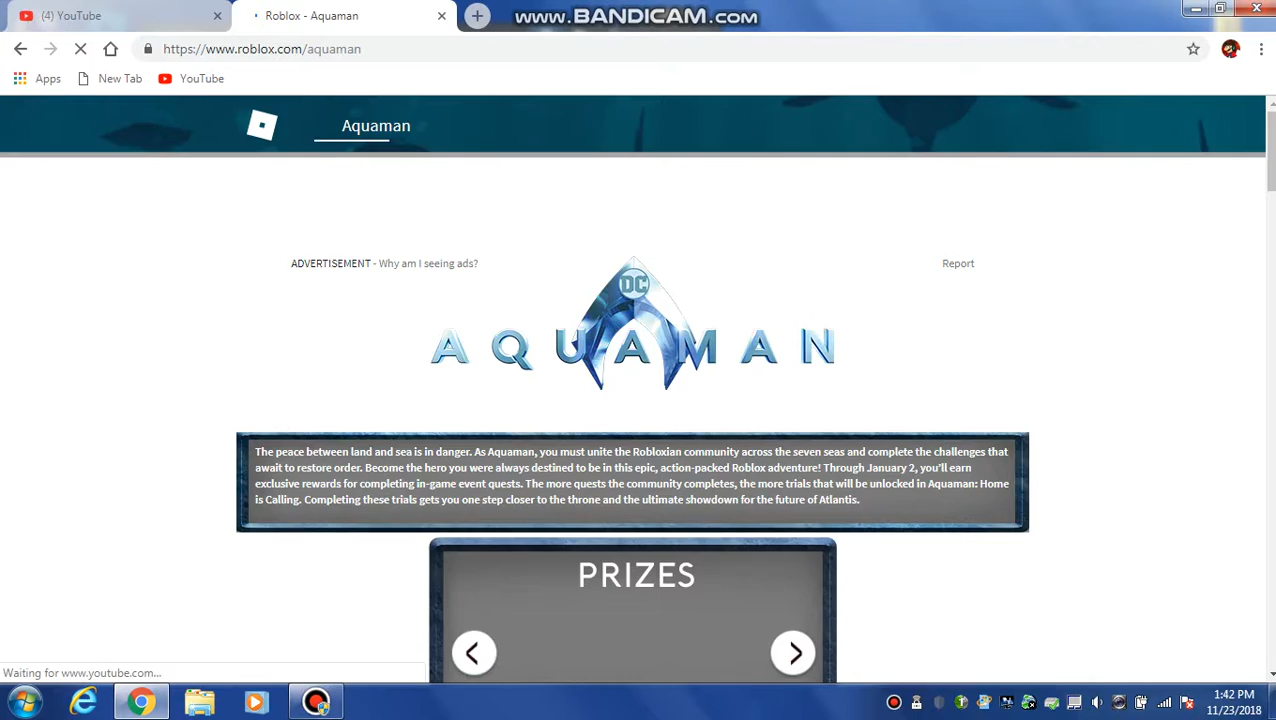 (4) YouTube
Roblox - Aquaman
www.BANDICAM.com
https://www.roblox.com/aquaman
Apps
New Tab
YouTube
Aquaman
ADVERTISEMENT - Why am I seeing ads?
Report
DC
AQUAMAN
The peace between land and sea is in danger. As Aquaman, you must unite the Robloxian community across the seven seas and complete the challenges that
await to restore order. Become the hero you were always destined to be in this epic, action-packed Roblox adventure! Through January 2, you'll earn
exclusive rewards for completing in-game event quests. The more quests the community completes, the more trials that will be unlocked in Aquaman: Home
is Calling. Completing these trials gets you one step closer to the throne and the ultimate showdown for the future of Atlantis.
PRIZES
Waiting for www.youtube.com...
1:42 PM
11/23/2018